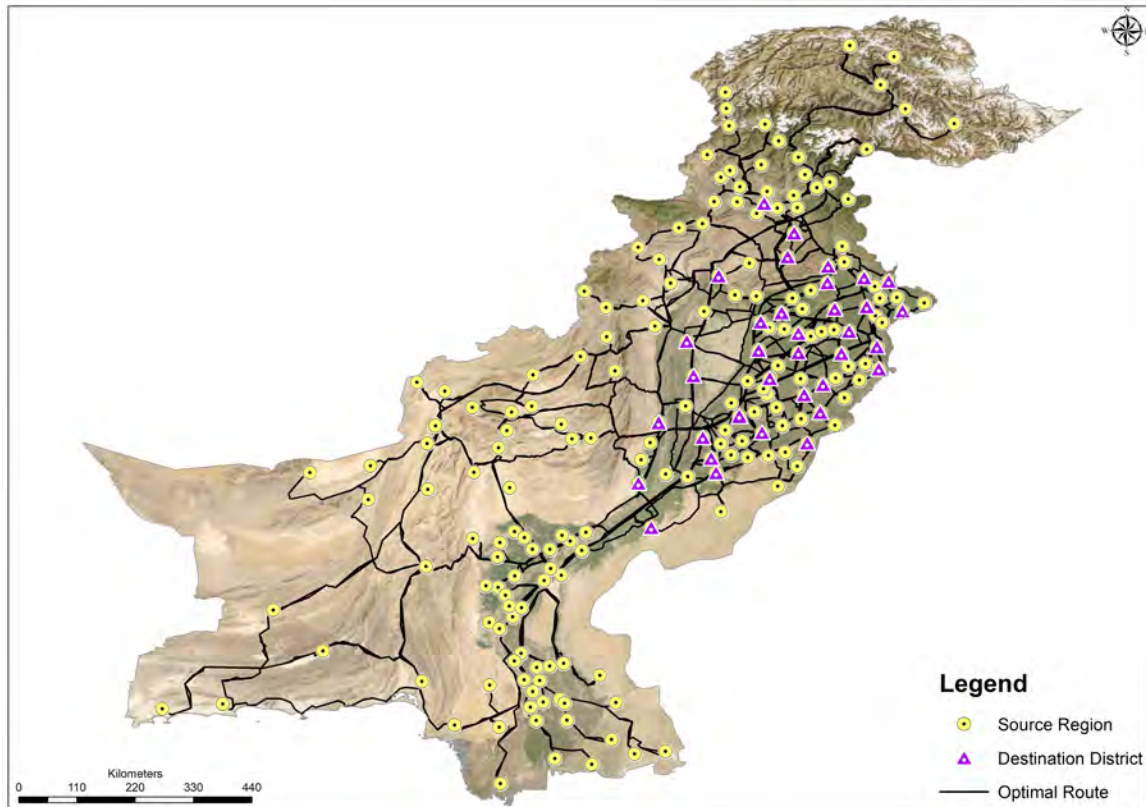 N
W
E
S
Legend
Source Region
Destination District
Optimal Route
Kilometers
0 110 220 330 440